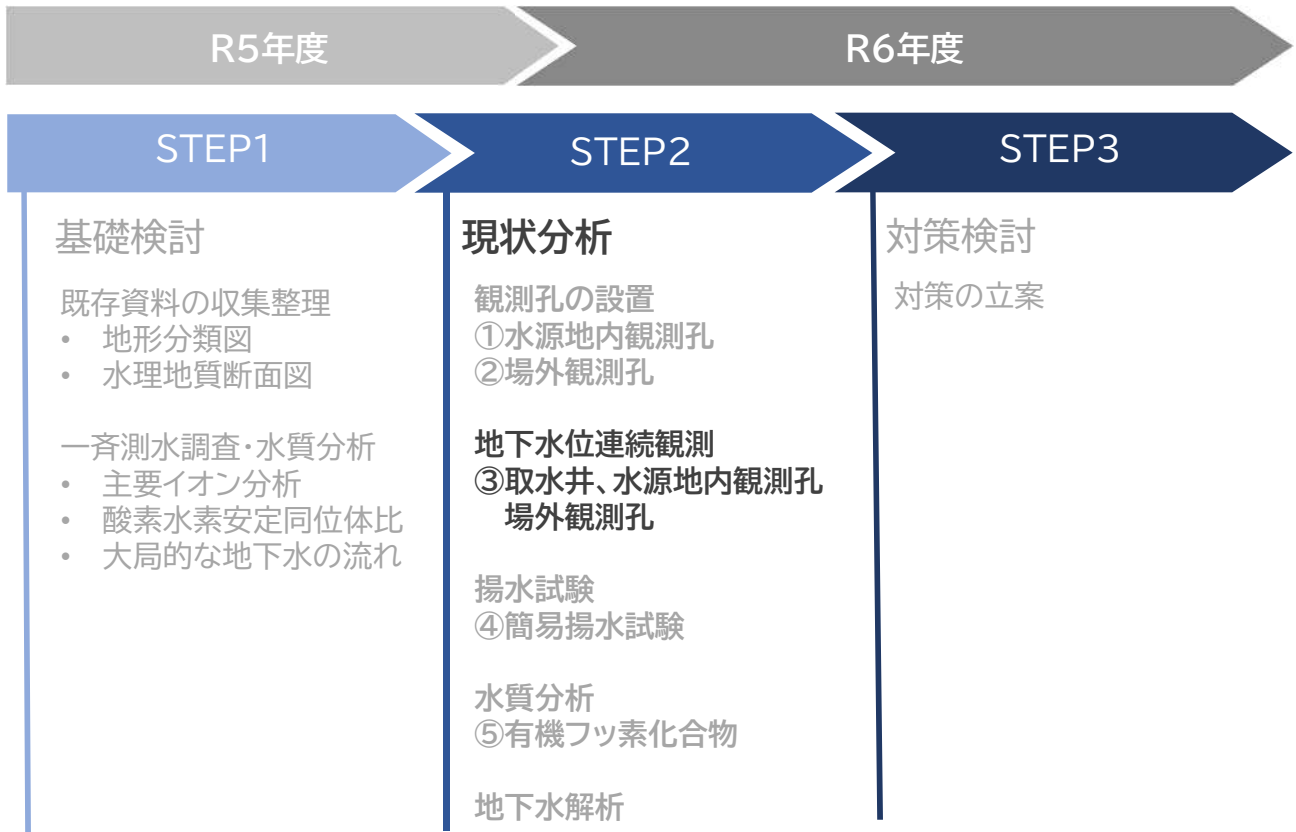 R5年度
R6年度
STEP1
STEP2
STEP3
基礎検討
既存資料の収集整理
• 地形分類図
• 水理地質断面図
一斉測水調査・水質分析
• 主要イオン分析
• 酸素水素安定同位体比
• 大局的な地下水の流れ
現状分析
観測孔の設置
①水源地内観測孔
②場外観測孔
地下水位連続観測
③取水井、水源地内観測孔
場外観測孔
揚水試験
④簡易揚水試験
水質分析
⑤有機フッ素化合物
地下水解析
対策検討
対策の立案